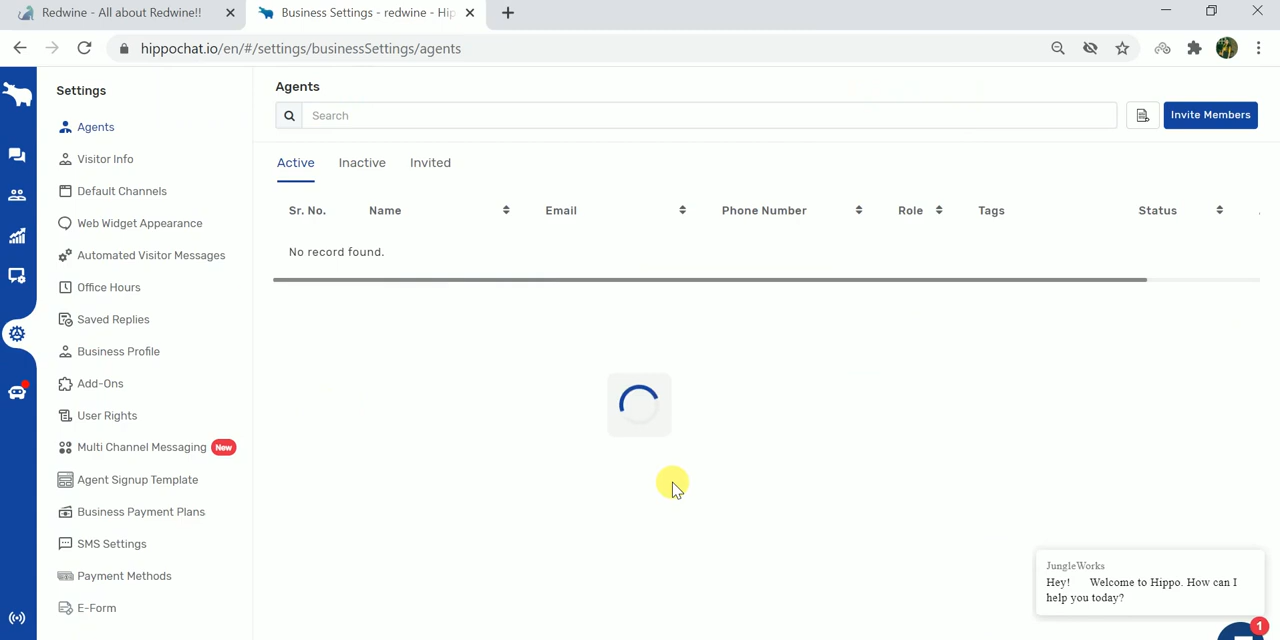 Redwine - All about Redwine!!
Business Settings - redwine - Hip
hippochat.io/en/#/settings/businessSettings/agents
Settings
Agents
Visitor Info
Default Channels
Web Widget Appearance
Automated Visitor Messages
Office Hours
Saved Replies
Business Profile
Add-Ons
User Rights
Multi Channel Messaging New
Agent Signup Template
Business Payment Plans
SMS Settings
Payment Methods
E-Form
Agents
Search
Invite Members
Active Inactive Invited
Sr. No. Name Email Phone Number Role Tags Status
No record found.
JungleWorks
Hey! Welcome to Hippo. How can I
help you today?
1